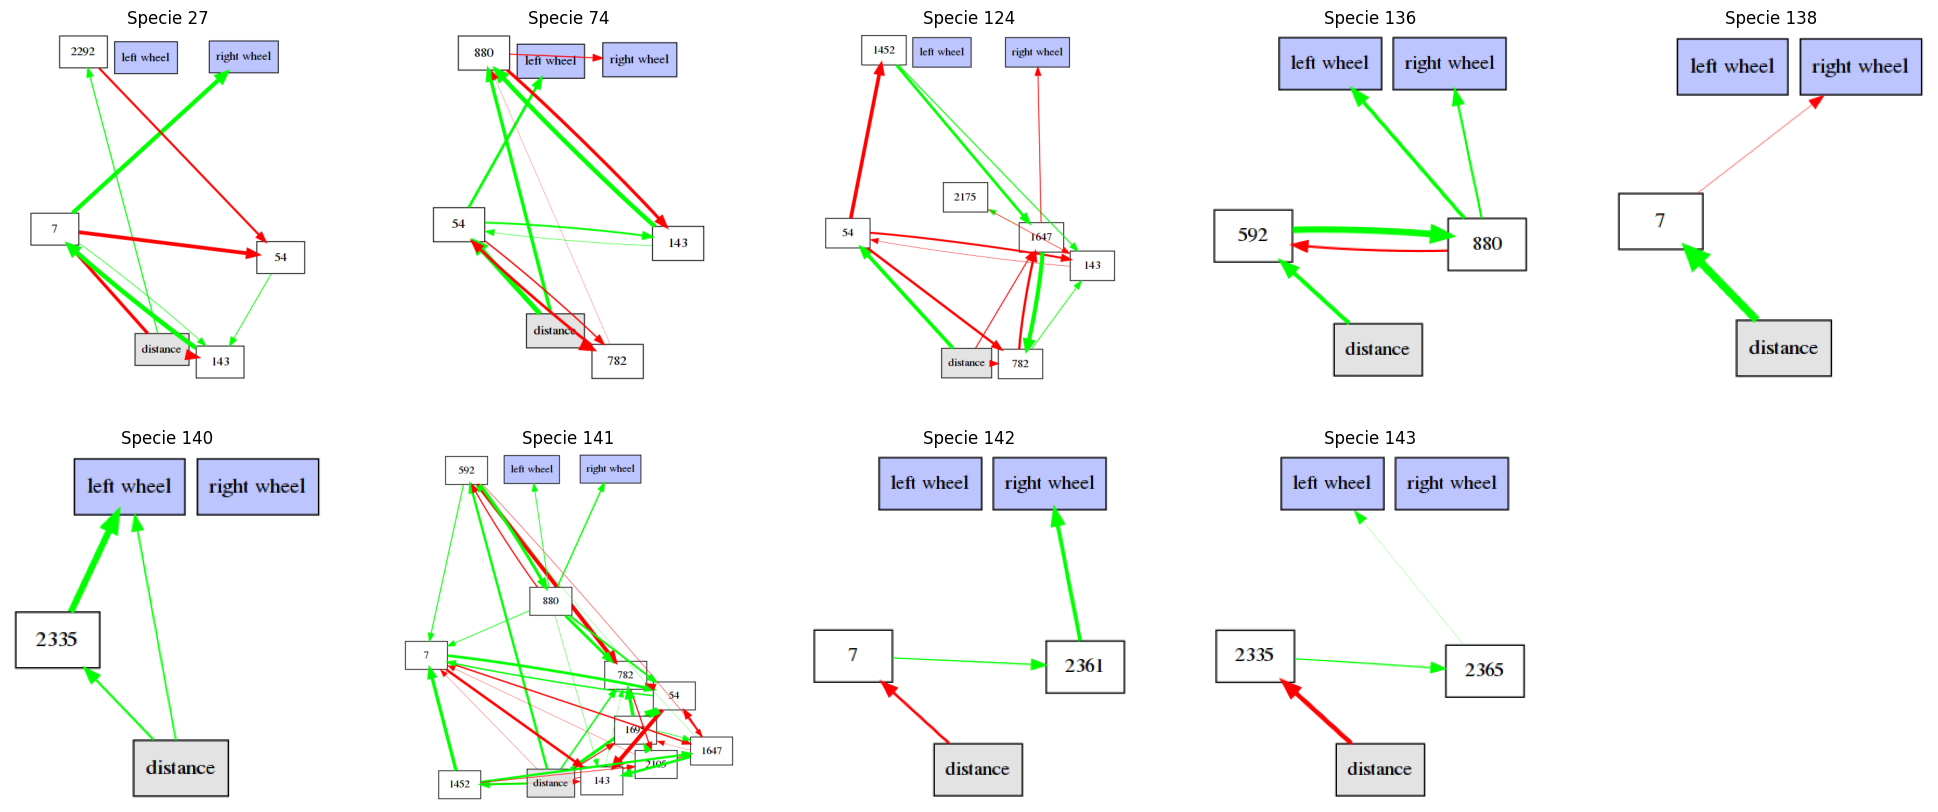 Specie 27
2292
left wheel
right wheel
7
54
distance
143
Specie 74
880
left wheel
right wheel
54
143
distance
782
Specie 124
1452
left wheel
right wheel
2175
54
1647
143
distance
782
Specie 136
left wheel
right wheel
592
880
distance
Specie 138
left wheel
right wheel
7
distance
Specie 140
left wheel
right wheel
2335
distance
Specie 141
592
left wheel
right wheel
880
7
782
54
1647
1452
distance
143
Specie 142
left wheel
right wheel
7
2361
distance
Specie 143
left wheel
right wheel
2335
2365
distance